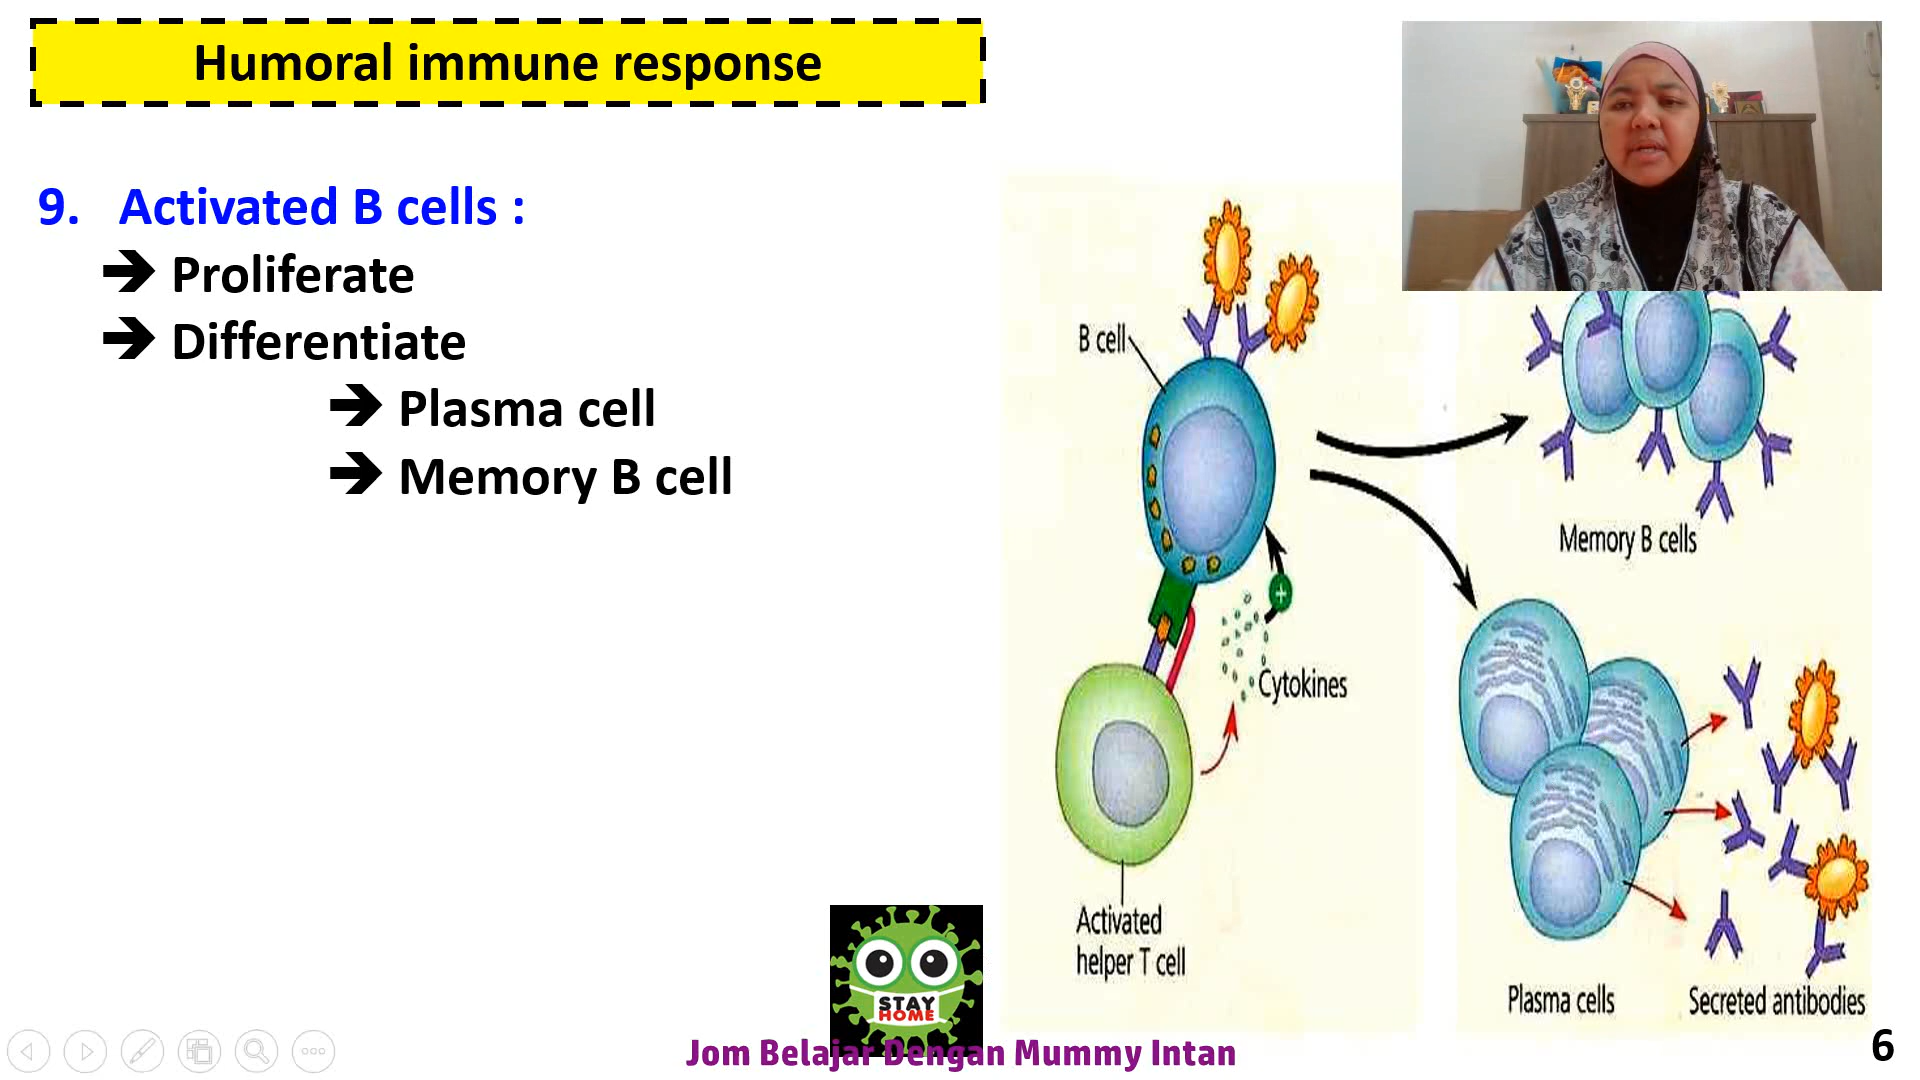 Humoral immune response
9. Activated B cells :
➔ Proliferate
➔ Differentiate
➔ Plasma cell
➔ Memory B cell
B cell
Memory B cells
+
Cytokines
Activated
helper T cell
Plasma cells
Secreted antibodies
STAY
HOME
Jom Belajar Dengan Mummy Intan
6